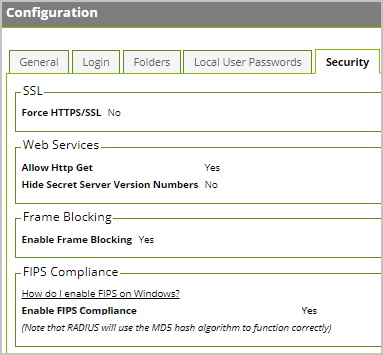 Configuration
General Login Folders Local User Passwords Security
SSL
Force HTTPS/SSL No
Web Services
Allow Http Get Yes
Hide Secret Server Version Numbers No
Frame Blocking
Enable Frame Blocking Yes
FIPS Compliance
How do I enable FIPS on Windows?
Enable FIPS Compliance Yes
(Note that RADIUS will use the MD5 hash algorithm to function correctly)